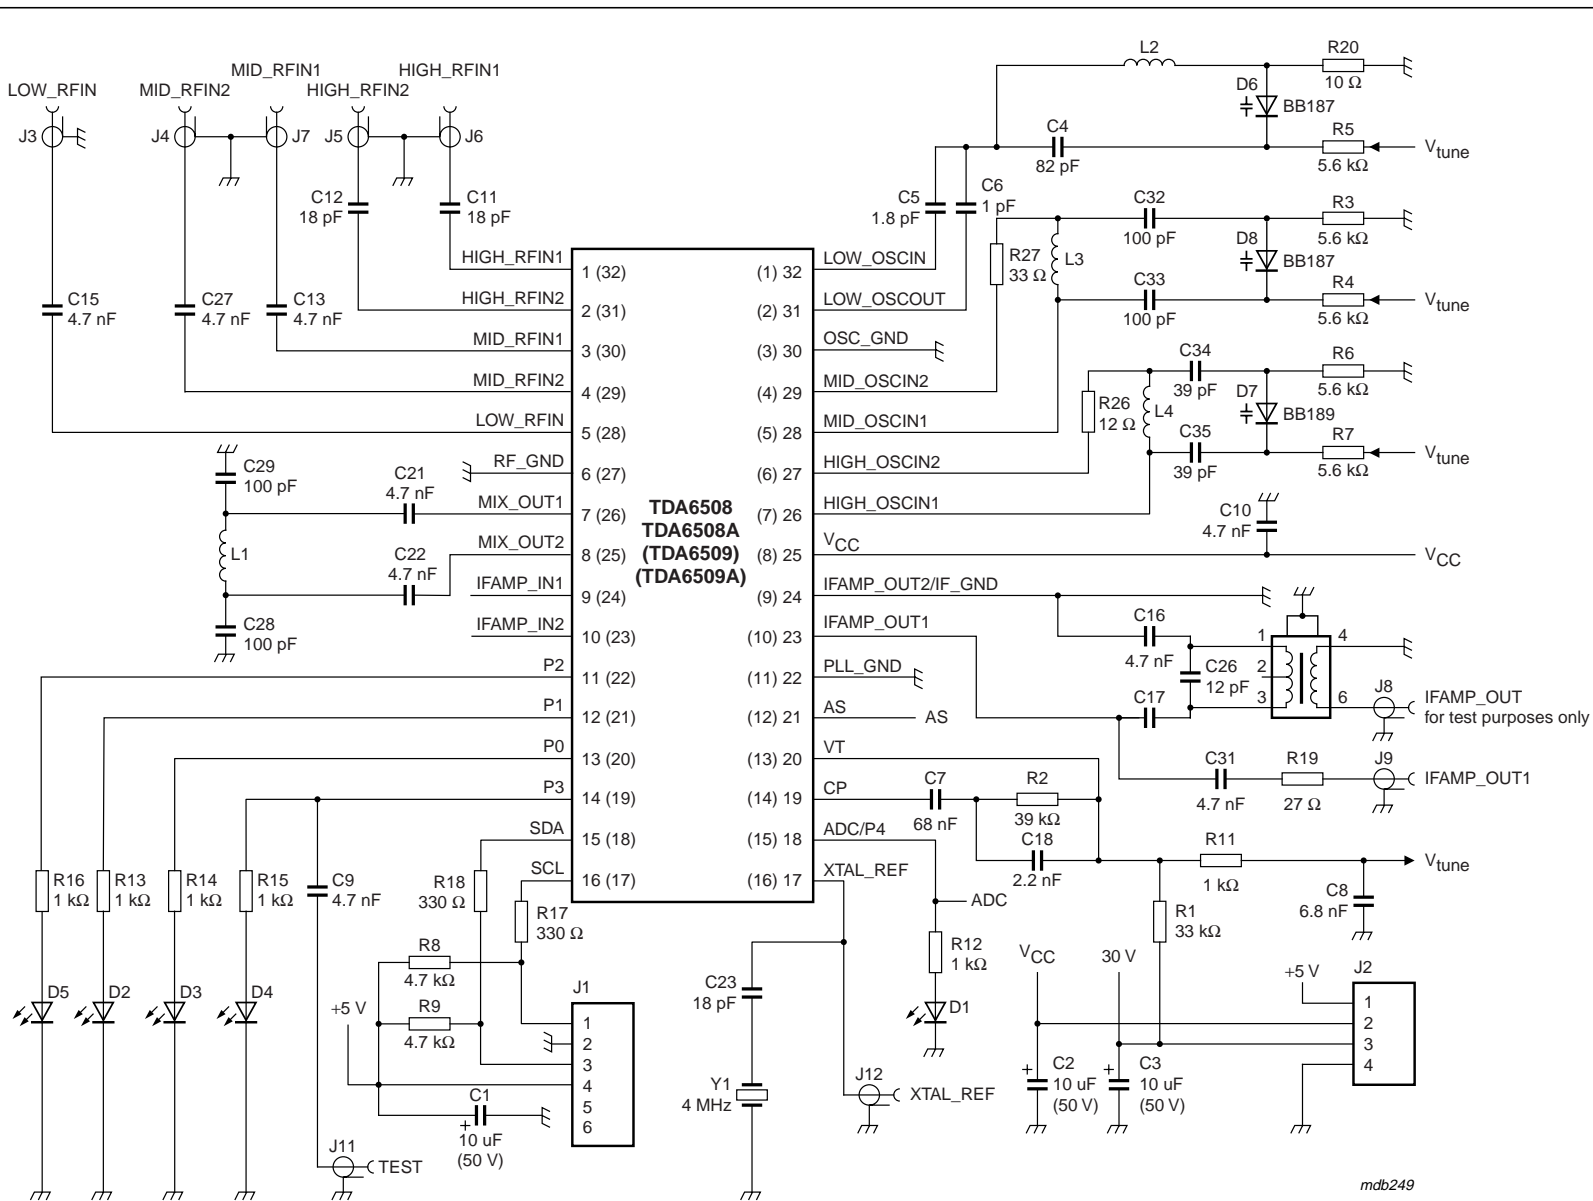 L2
R20
10 Ω
MID_RFIN1
HIGH_RFIN1
LOW_RFIN
MID_RFIN2
HIGH_RFIN2
J3
J4
J7
J5
J6
D6
BB187
C4
82 pF
R5
5.6 kΩ
Vtune
C12
18 pF
C11
18 pF
C5
1.8 pF
C6
1 pF
C32
100 pF
R3
5.6 kΩ
R27
33 Ω
L3
D8
BB187
C33
100 pF
R4
5.6 kΩ
Vtune
C15
4.7 nF
C27
4.7 nF
C13
4.7 nF
HIGH_RFIN1
HIGH_RFIN2
MID_RFIN1
MID_RFIN2
LOW_RFIN
RF_GND
MIX_OUT1
MIX_OUT2
IFAMP_IN1
IFAMP_IN2
P2
P1
P0
P3
SDA
SCL
1 (32)
2 (31)
3 (30)
4 (29)
5 (28)
6 (27)
7 (26)
8 (25)
9 (24)
10 (23)
11 (22)
12 (21)
13 (20)
14 (19)
15 (18)
16 (17)
TDA6508
TDA6508A
(TDA6509)
(TDA6509A)
(1) 32
(2) 31
(3) 30
(4) 29
(5) 28
(6) 27
(7) 26
(8) 25
(9) 24
(10) 23
(11) 22
(12) 21
(13) 20
(14) 19
(15) 18
(16) 17
LOW_OSCIN
LOW_OSCOUT
OSC_GND
MID_OSCIN2
MID_OSCIN1
HIGH_OSCIN2
HIGH_OSCIN1
VCC
IFAMP_OUT2/IF_GND
IFAMP_OUT1
PLL_GND
AS
VT
CP
ADC/P4
XTAL_REF
C34
39 pF
R6
5.6 kΩ
R26
12 Ω
L4
D7
BB189
C35
39 pF
R7
5.6 kΩ
Vtune
C10
4.7 nF
VCC
C29
100 pF
C21
4.7 nF
L1
C22
4.7 nF
C28
100 pF
C16
4.7 nF
C26
12 pF
C17
1
2
3
4
6
J8
IFAMP_OUT
for test purposes only
AS
C31
4.7 nF
R19
27 Ω
J9
IFAMP_OUT1
C7
68 nF
R2
39 kΩ
C18
2.2 nF
R11
1 kΩ
Vtune
C8
6.8 nF
R1
33 kΩ
R16
1 kΩ
R13
1 kΩ
R14
1 kΩ
R15
1 kΩ
C9
4.7 nF
R18
330 Ω
R17
330 Ω
ADC
R12
1 kΩ
D1
R8
4.7 kΩ
R9
4.7 kΩ
+5 V
J1
1
2
3
4
5
6
C1
+
10 uF
(50 V)
D5
D2
D3
D4
J11
TEST
C23
18 pF
Y1
4 MHz
J12
XTAL_REF
VCC
30 V
+5 V
J2
1
2
3
4
+
C2
10 uF
(50 V)
+
C3
10 uF
(50 V)
mdb249